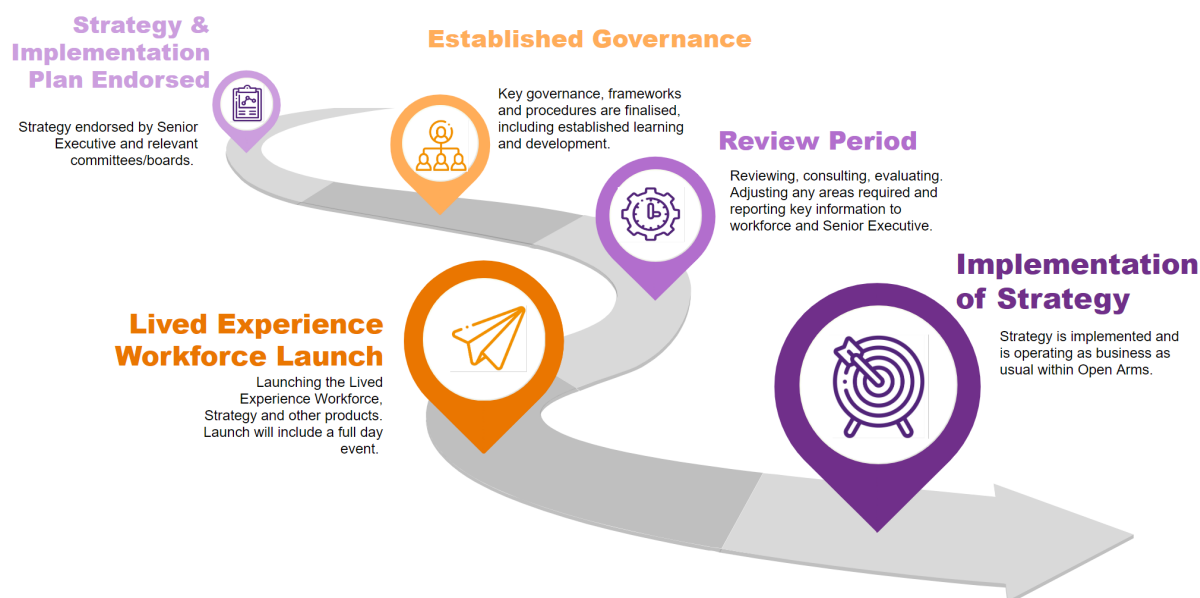 Strategy &
Implementation
Plan Endorsed
Strategy endorsed by Senior
Executive and relevant
committees/boards.
Established Governance
Key governance, frameworks
and procedures are finalised,
including established learning
and development.
Review Period
Reviewing, consulting, evaluating.
Adjusting any areas required and
reporting key information to
workforce and Senior Executive.
Lived Experience
Workforce Launch
Launching the Lived
Experience Workforce,
Strategy and other products.
Launch will include a full day
event.
Implementation
of Strategy
Strategy is implemented and
is operating as business as
usual within Open Arms.